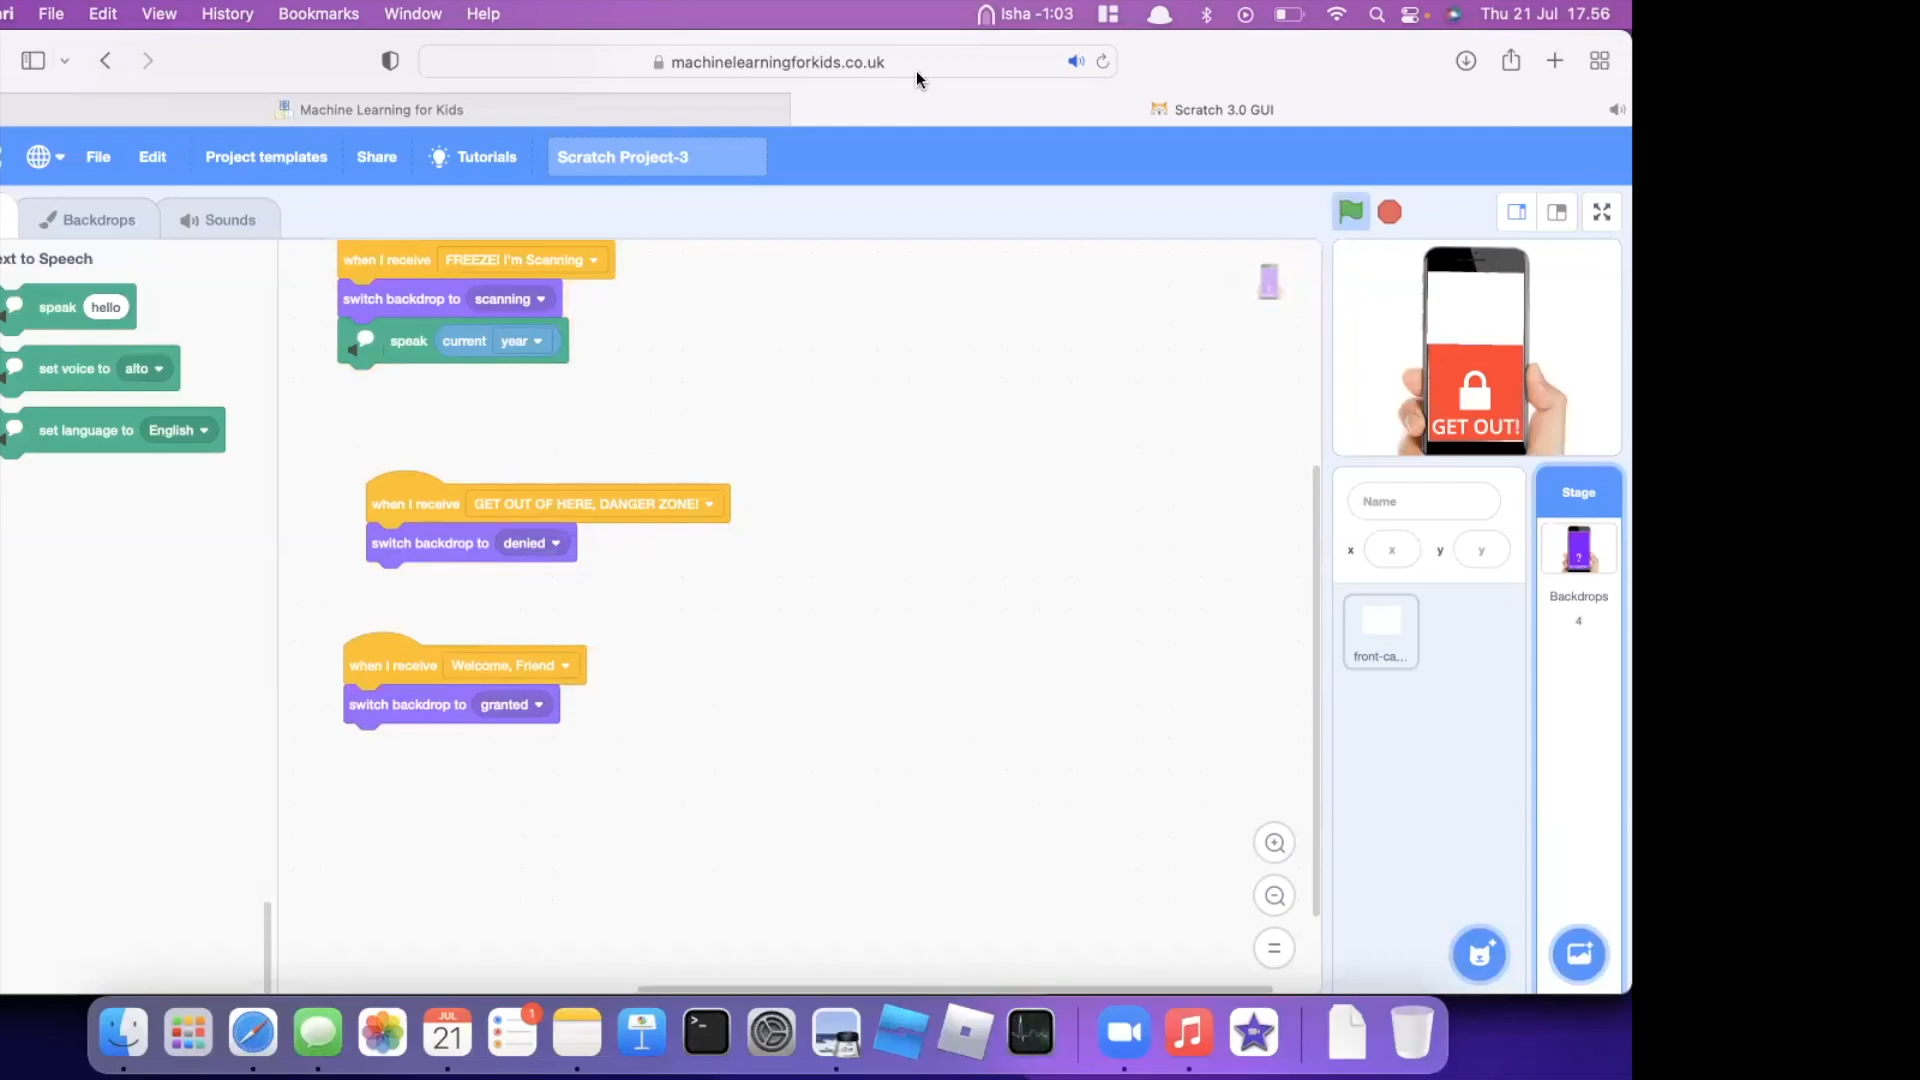 ri File Edit View History Bookmarks Window Help Isha -1:03 Thu 21 Jul 17.56
machinelearningforkids.co.uk
Machine Learning for Kids Scratch 3.0 GUI
File Edit Project templates Share Tutorials Scratch Project-3
Backdrops Sounds
ext to Speech
speak hello
set voice to alto
set language to English
when I receive FREEZE! I'm Scanning
switch backdrop to scanning
speak current year
when I receive GET OUT OF HERE, DANGER ZONE!
switch backdrop to denied
when I receive Welcome, Friend
switch backdrop to granted
GET OUT!
Name
x x y y
front-ca...
Stage
?
Backdrops
4
JUL
21
1